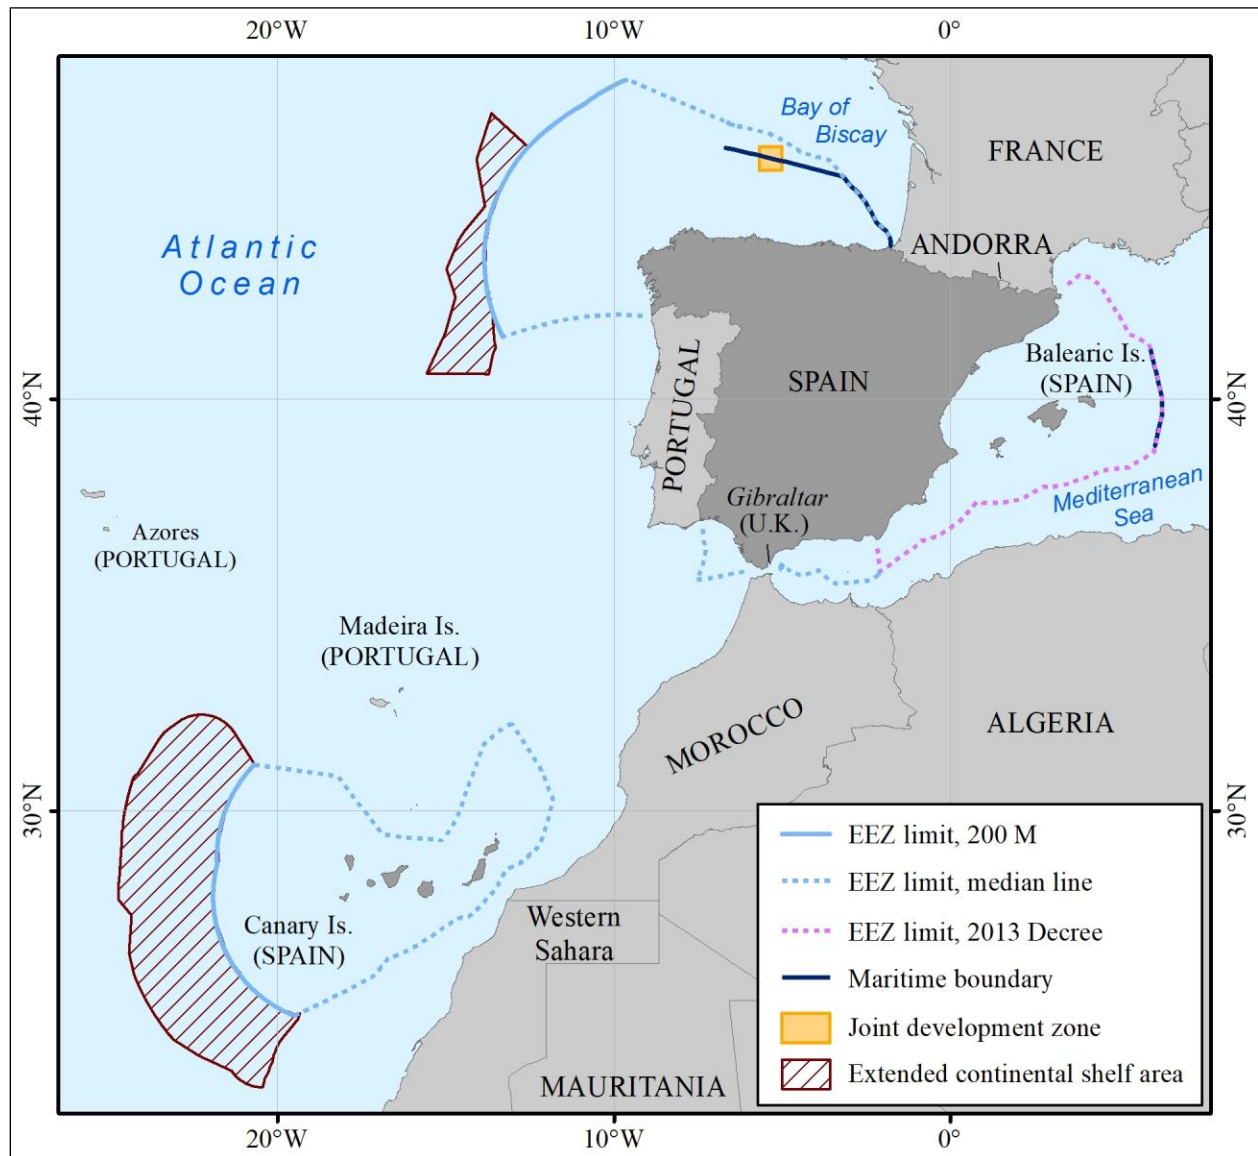 20°W 10°W 0°
Bay of
Biscay
FRANCE
Atlantic
Ocean
ANDORRA
Balearic Is.
(SPAIN)
SPAIN
PORTUGAL
40°N
40°N
Gibraltar
(U.K.)
Mediterranean
Sea
Azores
(PORTUGAL)
Madeira Is.
(PORTUGAL)
MOROCCO
ALGERIA
30°N
30°N
Canary Is.
(SPAIN)
Western
Sahara
MAURITANIA
EEZ limit, 200 M
EEZ limit, median line
EEZ limit, 2013 Decree
Maritime boundary
Joint development zone
Extended continental shelf area
20°W 10°W 0°